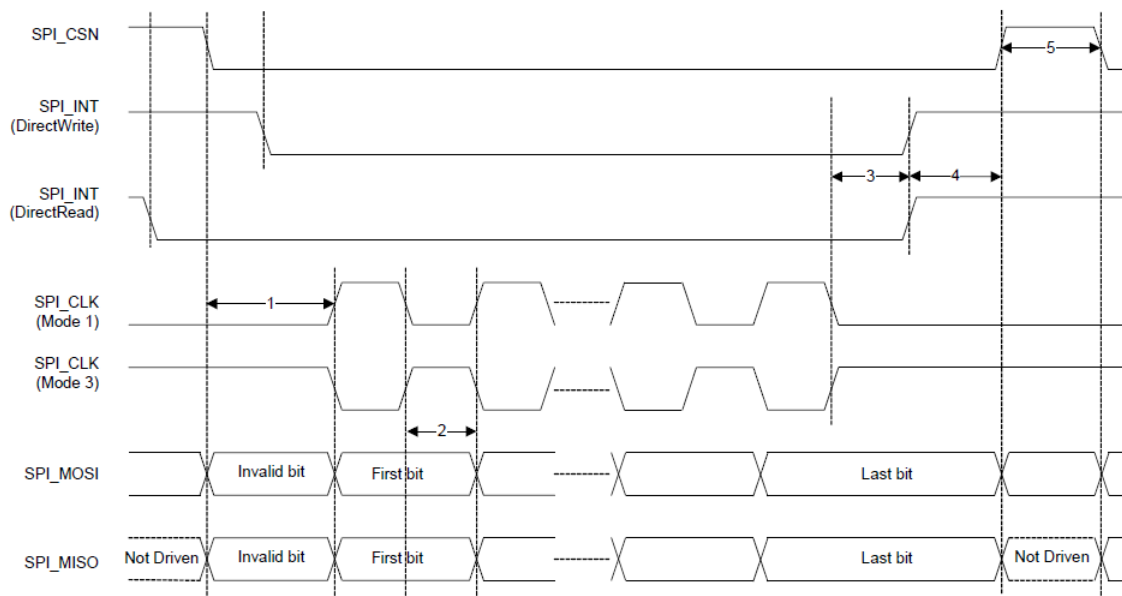 SPI_CSN
5
SPI_INT
(DirectWrite)
3
4
SPI_INT
(DirectRead)
1
SPI_CLK
(Mode 1)
SPI_CLK
(Mode 3)
2
SPI_MOSI
Invalid bit
First bit
Last bit
SPI_MISO
Not Driven
Invalid bit
First bit
Last bit
Not Driven